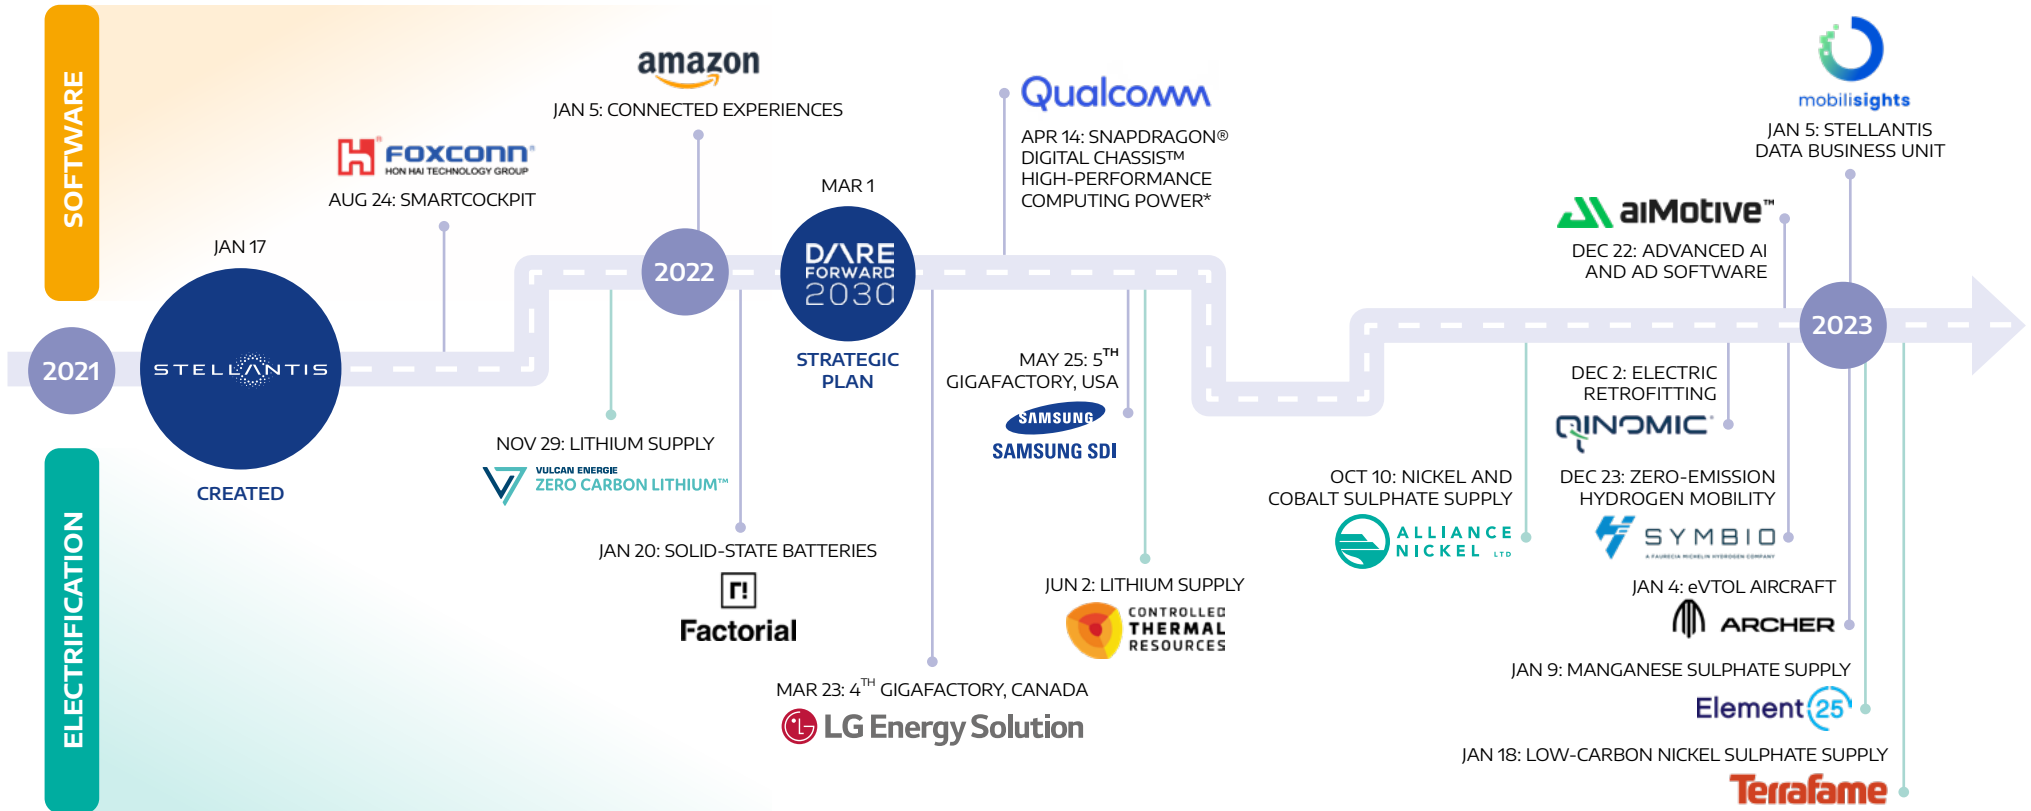 SOFTWARE
ELECTRIFICATION
2021
JAN 17
STELLANTIS
CREATED
FOXCONN®
HON HAI TECHNOLOGY GROUP
AUG 24: SMARTCOCKPIT
NOV 29: LITHIUM SUPPLY
VULCAN ENERGIE
ZERO CARBON LITHIUM™
amazon
JAN 5: CONNECTED EXPERIENCES
2022
JAN 20: SOLID-STATE BATTERIES
Factorial
MAR 1
DARE
FORWARD
2030
STRATEGIC
PLAN
MAR 23: 4TH GIGAFACTORY, CANADA
LG Energy Solution
Qualcomm
APR 14: SNAPDRAGON®
DIGITAL CHASSIS™
HIGH-PERFORMANCE
COMPUTING POWER*
MAY 25: 5TH
GIGAFACTORY, USA
SAMSUNG
SAMSUNG SDI
JUN 2: LITHIUM SUPPLY
CONTROLLED
THERMAL
RESOURCES
OCT 10: NICKEL AND
COBALT SULPHATE SUPPLY
ALLIANCE
NICKEL LTD
DEC 2: ELECTRIC
RETROFITTING
QINOMIC
aiMotive™
DEC 22: ADVANCED AI
AND AD SOFTWARE
DEC 23: ZERO-EMISSION
HYDROGEN MOBILITY
SYMBIO
A FAURECIA MICHELIN HYDROGEN COMPANY
2023
JAN 4: eVTOL AIRCRAFT
ARCHER
mobilisights
JAN 5: STELLANTIS
DATA BUSINESS UNIT
JAN 9: MANGANESE SULPHATE SUPPLY
Element 25
JAN 18: LOW-CARBON NICKEL SULPHATE SUPPLY
Terrafame